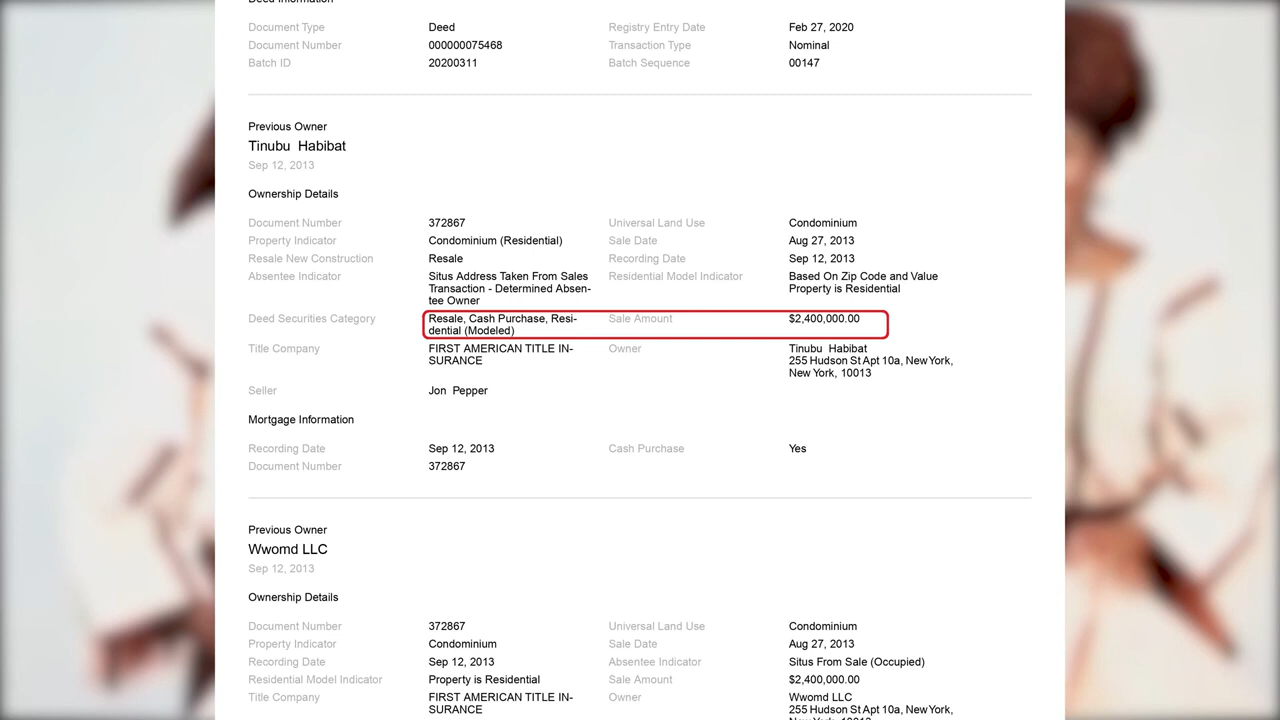 Deed Information
Document Type Deed Registry Entry Date Feb 27, 2020
Document Number 000000075468 Transaction Type Nominal
Batch ID 20200311 Batch Sequence 00147
Previous Owner
Tinubu Habibat
Sep 12, 2013
Ownership Details
Document Number 372867 Universal Land Use Condominium
Property Indicator Condominium (Residential) Sale Date Aug 27, 2013
Resale New Construction Resale Recording Date Sep 12, 2013
Absentee Indicator Situs Address Taken From Sales Residential Model Indicator Based On Zip Code and Value
Transaction - Determined Absen- Property is Residential
tee Owner
Deed Securities Category Resale, Cash Purchase, Resi- Sale Amount $2,400,000.00
dential (Modeled)
Title Company FIRST AMERICAN TITLE IN- Owner Tinubu Habibat
SURANCE 255 Hudson St Apt 10a, New York,
New York, 10013
Seller Jon Pepper
Mortgage Information
Recording Date Sep 12, 2013 Cash Purchase Yes
Document Number 372867
Previous Owner
Wwomd LLC
Sep 12, 2013
Ownership Details
Document Number 372867 Universal Land Use Condominium
Property Indicator Condominium Sale Date Aug 27, 2013
Recording Date Sep 12, 2013 Absentee Indicator Situs From Sale (Occupied)
Residential Model Indicator Property is Residential Sale Amount $2,400,000.00
Title Company FIRST AMERICAN TITLE IN- Owner Wwomd LLC
SURANCE 255 Hudson St Apt 10a, New York,